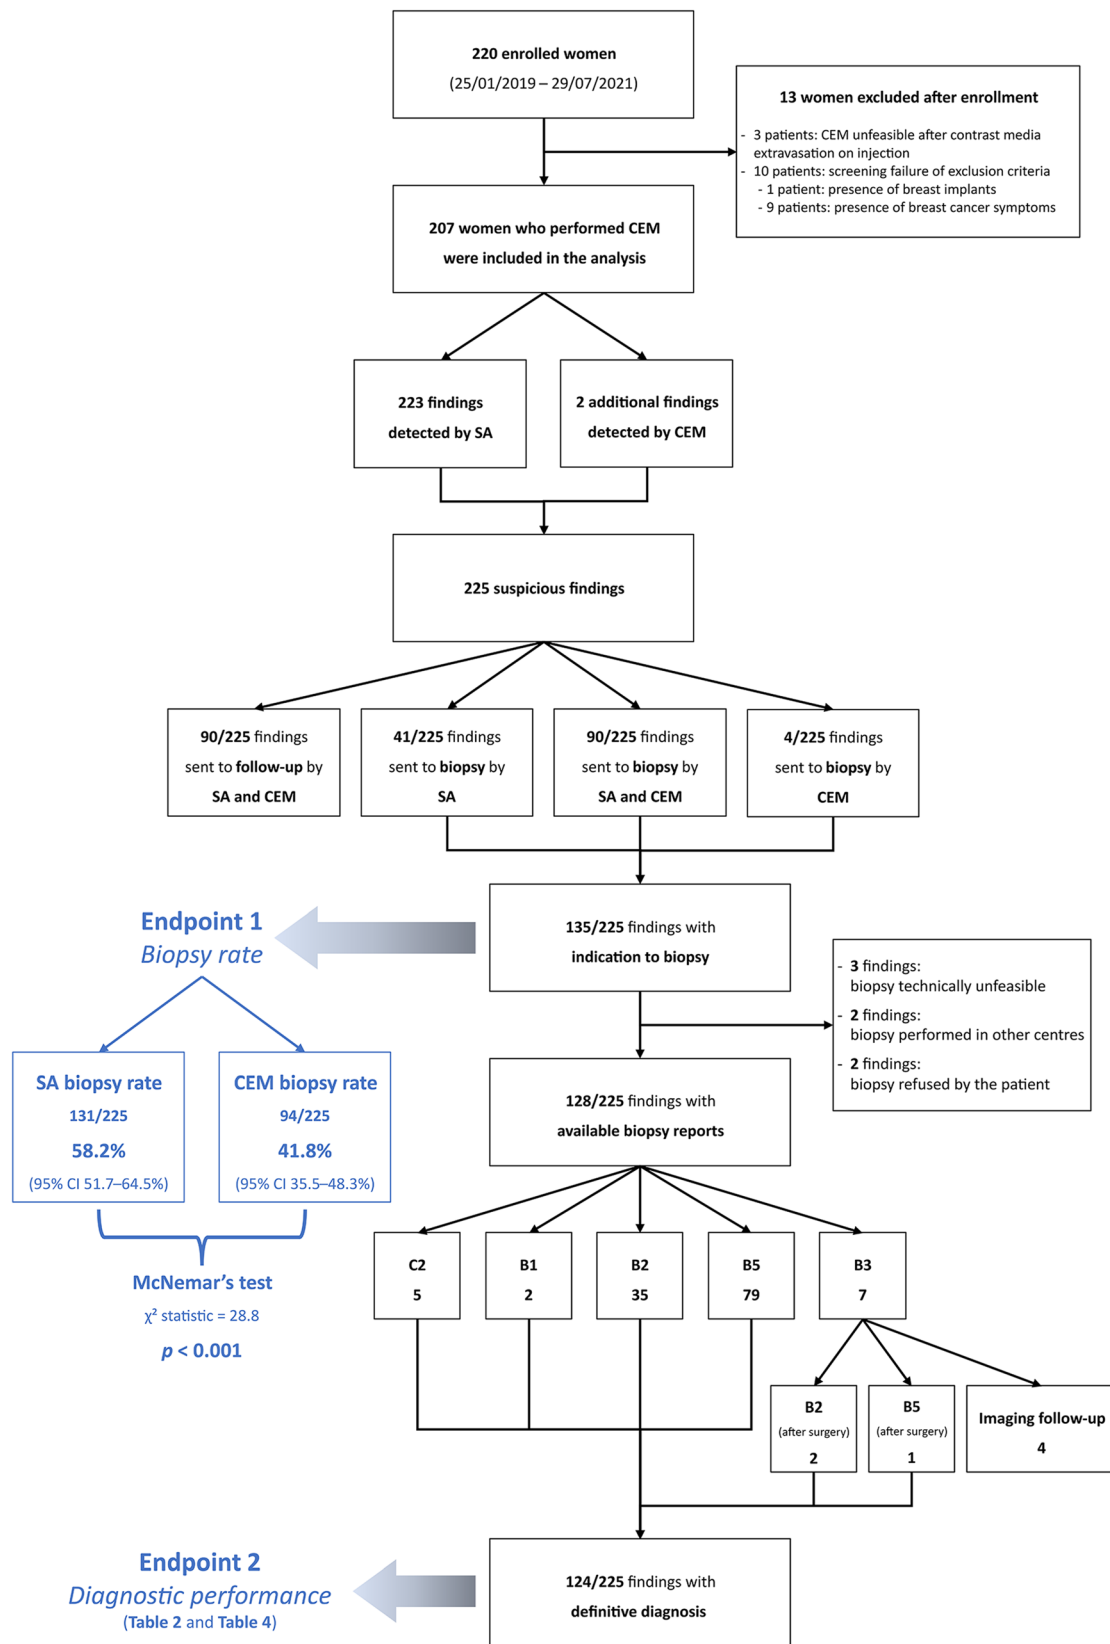 220 enrolled women
(25/01/2019 – 29/07/2021)
13 women excluded after enrollment
- 3 patients: CEM unfeasible after contrast media
extravasation on injection
- 10 patients: screening failure of exclusion criteria
- 1 patient: presence of breast implants
- 9 patients: presence of breast cancer symptoms
207 women who performed CEM
were included in the analysis
223 findings
detected by SA
2 additional findings
detected by CEM
225 suspicious findings
90/225 findings
sent to follow-up by
SA and CEM
41/225 findings
sent to biopsy by
SA
90/225 findings
sent to biopsy by
SA and CEM
4/225 findings
sent to biopsy by
CEM
135/225 findings with
indication to biopsy
Endpoint 1
Biopsy rate
- 3 findings:
biopsy technically unfeasible
- 2 findings:
biopsy performed in other centres
- 2 findings:
biopsy refused by the patient
SA biopsy rate
131/225
58.2%
(95% CI 51.7–64.5%)
CEM biopsy rate
94/225
41.8%
(95% CI 35.5–48.3%)
128/225 findings with
available biopsy reports
McNemar's test
χ² statistic = 28.8
p < 0.001
C2
5
B1
2
B2
35
B5
79
B3
7
B2
(after surgery)
2
B5
(after surgery)
1
Imaging follow-up
4
Endpoint 2
Diagnostic performance
(Table 2 and Table 4)
124/225 findings with
definitive diagnosis